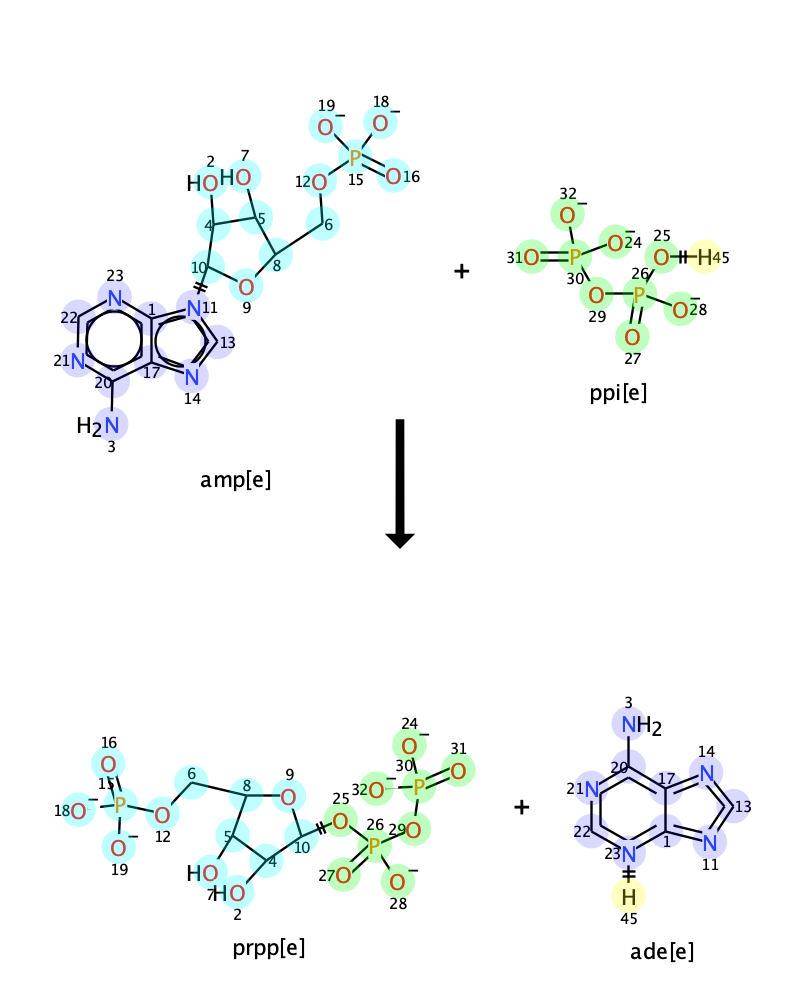 19 O− 18 O−
2 7
HO HO 12 O P 15 O 16
4 5 6
10 8
23 O 9
N N 11
22 1
21 N 13
20 17 N
14
H2N
3
amp[e]
+
32
O−
31 O P O− 24 25 O H 45
30 26
O P O− 28
29
O
27
ppi[e]
16 24
O O− 31
15 6 9 30 O
18 O− P 8 O 32 O− P
O 25
12 O 26 29 O
5 10 P
O− HO 4 27 O O−
19 7 HO 28
2
prpp[e]
+
3
NH2
20 14
21 N 17 N
13
22 1 N
23 N 11
H
45
ade[e]